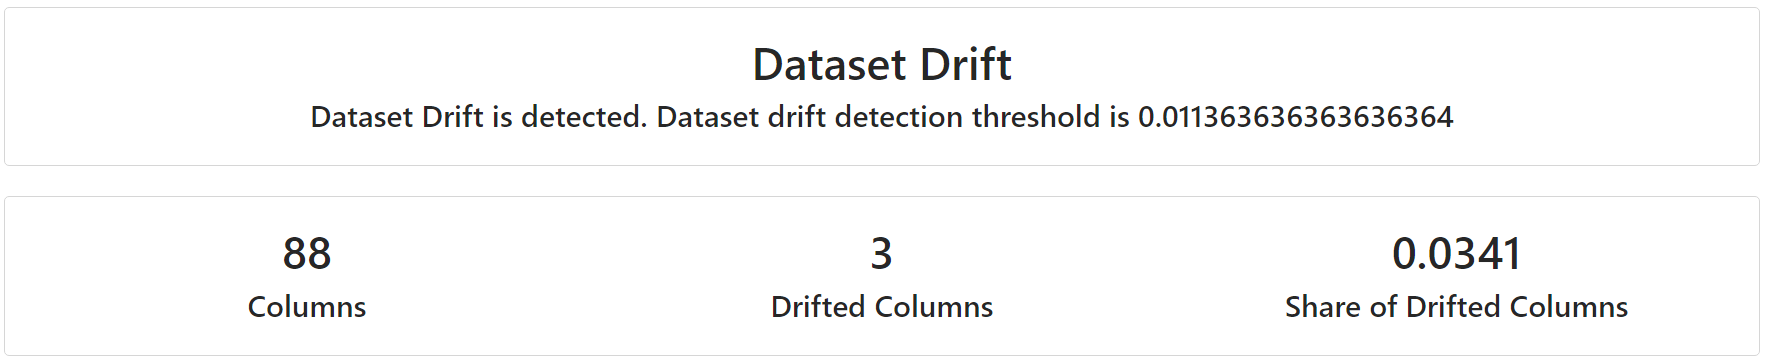 Dataset Drift
Dataset Drift is detected. Dataset drift detection threshold is 0.011363636363636364
88
Columns
3
Drifted Columns
0.0341
Share of Drifted Columns